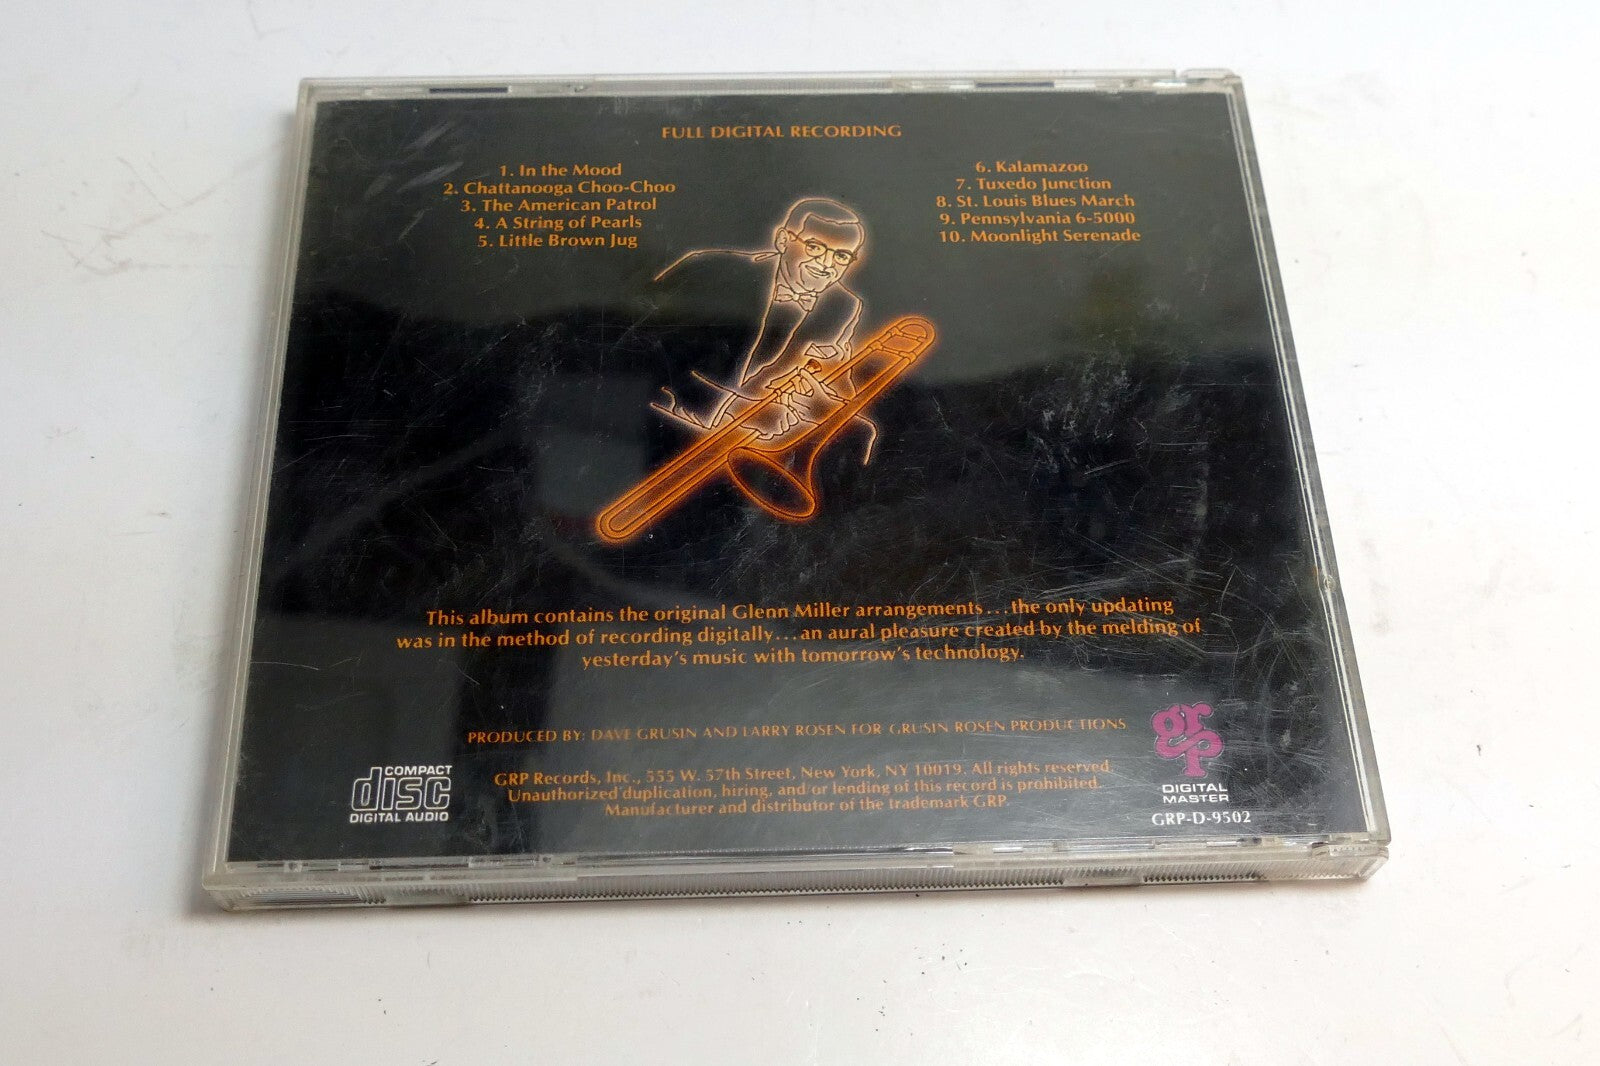 FULL DIGITAL RECORDING
1. In the Mood
2. Chattanooga Choo-Choo
3. The American Patrol
4. A String of Pearls
5. Little Brown Jug
6. Kalamazoo
7. Tuxedo Junction
8. St. Louis Blues March
9. Pennsylvania 6-5000
10. Moonlight Serenade
This album contains the original Glenn Miller arrangements...the only updating
was in the method of recording digitally...an aural pleasure created by the melding of
yesterday's music with tomorrow's technology.
PRODUCED BY: DAVE GRUSIN AND LARRY ROSEN FOR GRUSIN ROSEN PRODUCTIONS
GRP Records, Inc., 555 W. 57th Street, New York, NY 10019. All rights reserved.
Unauthorized duplication, hiring, and/or lending of this record is prohibited.
Manufacturer and distributor of the trademark GRP.
COMPACT
disc
DIGITAL AUDIO
grp
DIGITAL
MASTER
GRP-D-9502